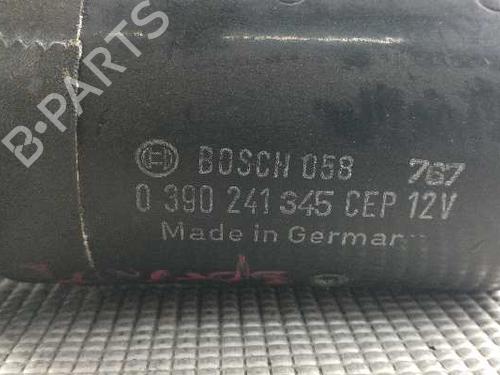 B-PARTS
BOSCH 058 767
0 390 241 345 CEP 12V
Made in Germany